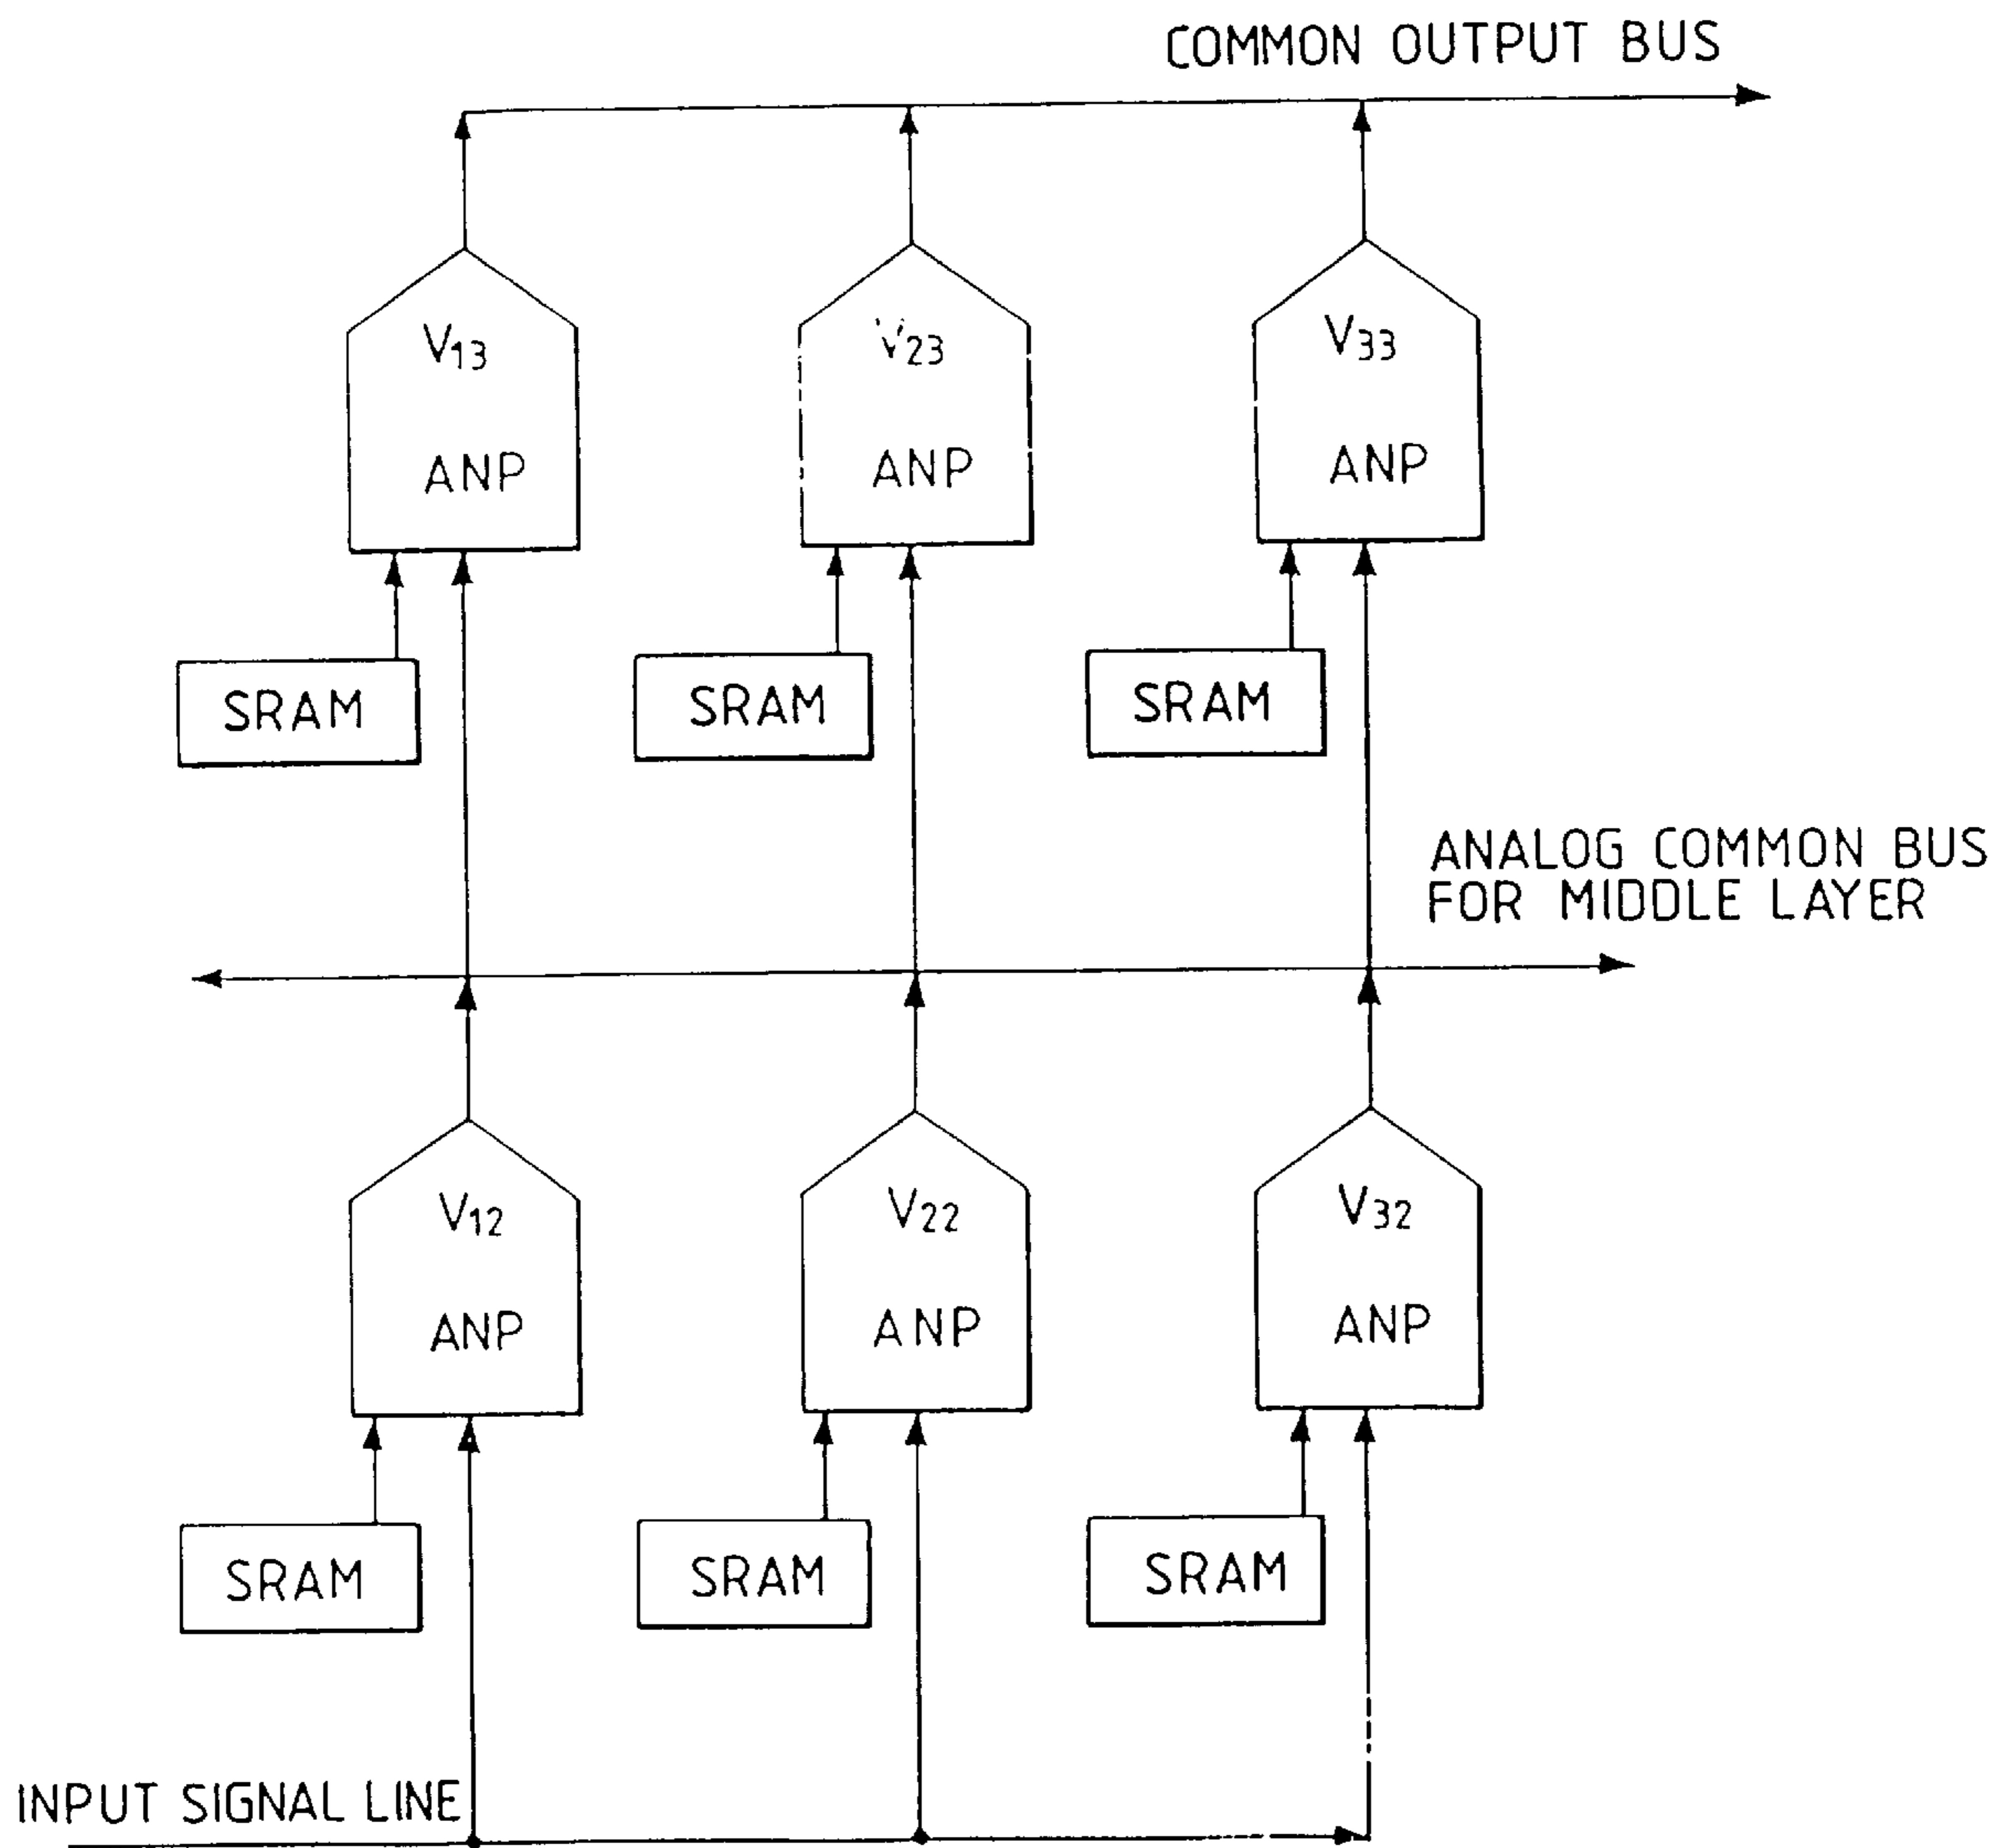 COMMON OUTPUT BUS
V13
V23
V33
ANP
ANP
ANP
SRAM
SRAM
SRAM
ANALOG COMMON BUS
FOR MIDDLE LAYER
V12
V22
V32
ANP
ANP
ANP
SRAM
SRAM
SRAM
INPUT SIGNAL LINE